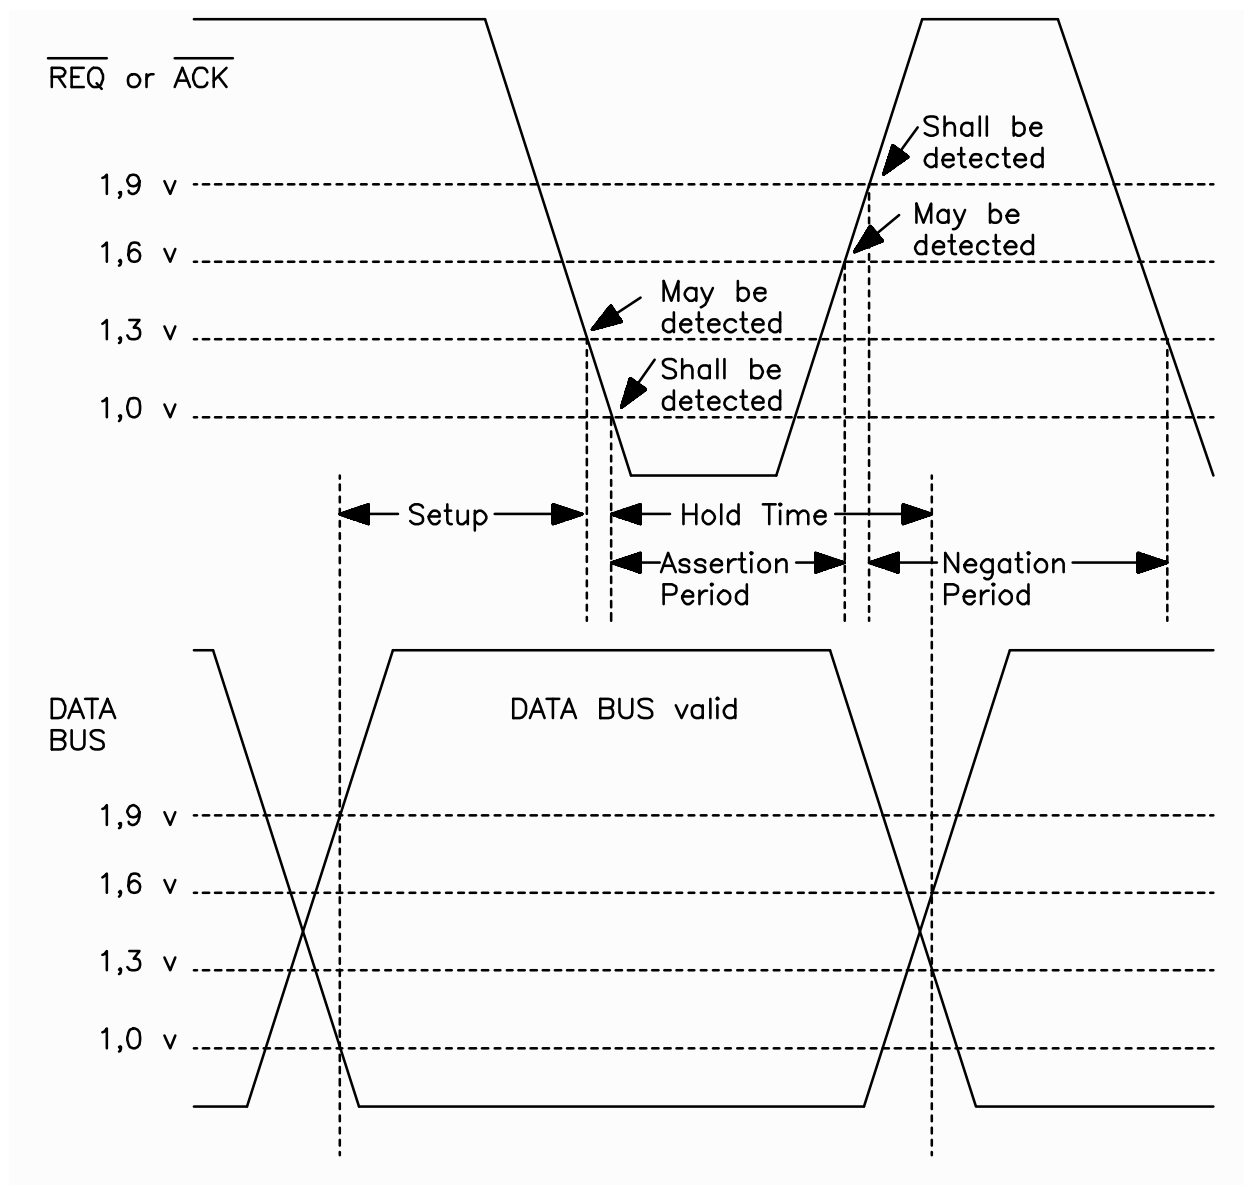 REQ or ACK
Shall be
detected
1,9 v
May be
detected
1,6 v
May be
detected
1,3 v
Shall be
detected
1,0 v
Setup
Hold Time
Assertion
Period
Negation
Period
DATA
BUS
DATA BUS valid
1,9 v
1,6 v
1,3 v
1,0 v